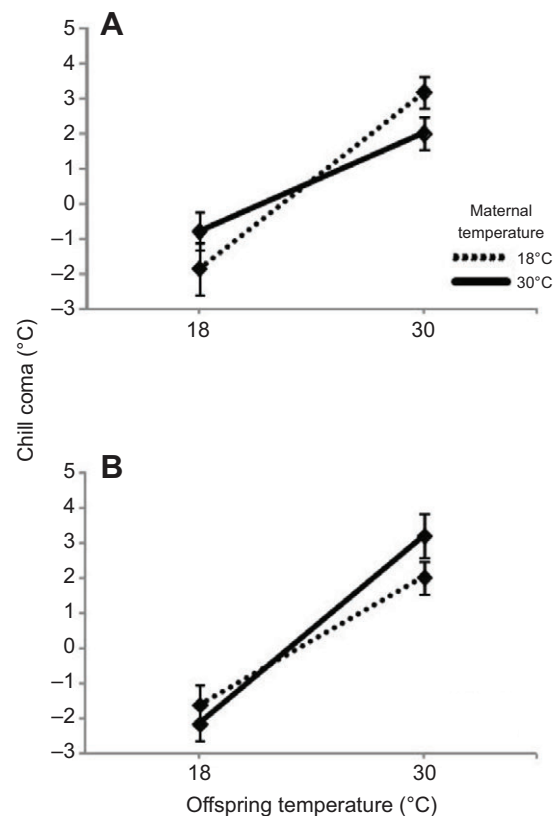 A
5
4
3
2
1
0
–1
–2
–3
18
30
Maternal
temperature
18°C
30°C
Chill coma (°C)
B
5
4
3
2
1
0
–1
–2
–3
18
30
Offspring temperature (°C)